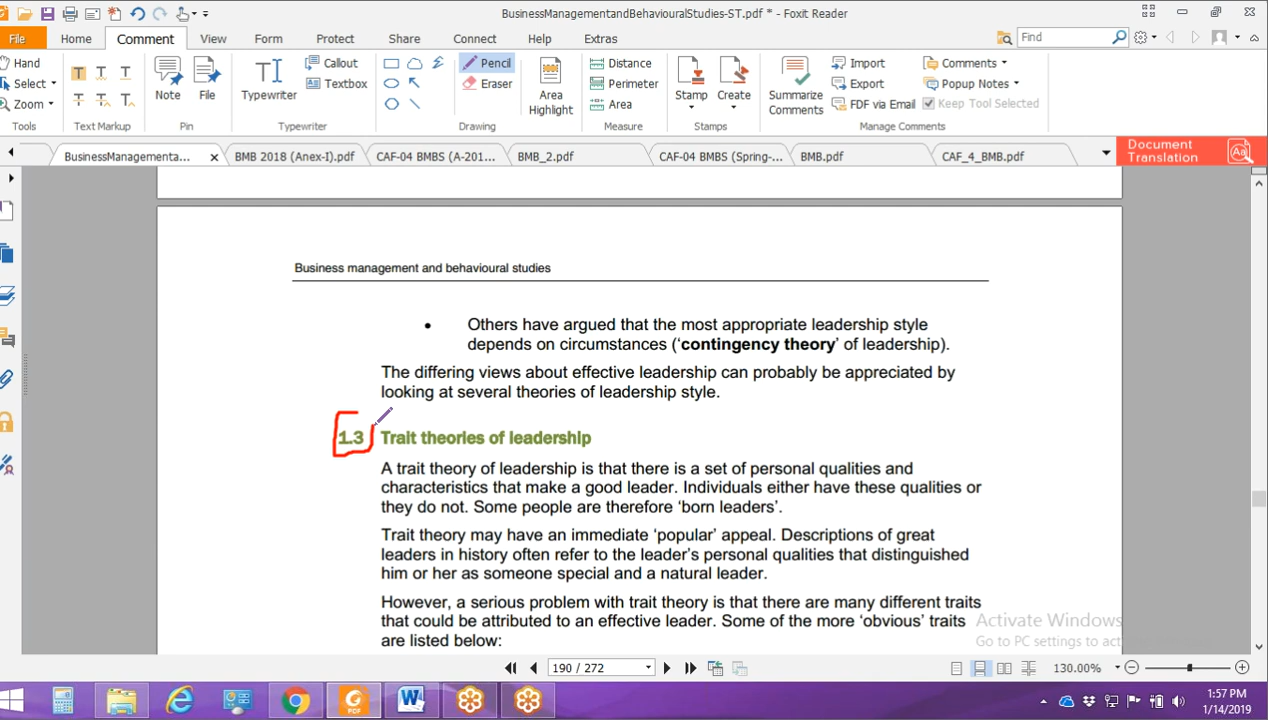 BusinessManagementandBehaviouralStudies-ST.pdf * - Foxit Reader
File Home Comment View Form Protect Share Connect Help Extras Find
Hand
Select
Zoom
Tools
T T T
T T T
Text Markup
Note
File
Pin
Typewriter
Callout
Textbox
Typewriter
Pencil
Eraser
Area
Highlight
Drawing
Distance
Perimeter
Area
Measure
Stamp
Create
Stamps
Summarize
Comments
Import
Export
FDF via Email
Comments
Popup Notes
Keep Tool Selected
Manage Comments
BusinessManagementa... BMB 2018 (Anex-I).pdf CAF-04 BMBS (A-201... BMB_2.pdf CAF-04 BMBS (Spring-... BMB.pdf CAF_4_BMB.pdf
Document
Translation
Business management and behavioural studies
• Others have argued that the most appropriate leadership style
depends on circumstances (‘contingency theory’ of leadership).
The differing views about effective leadership can probably be appreciated by
looking at several theories of leadership style.
1.3 Trait theories of leadership
A trait theory of leadership is that there is a set of personal qualities and
characteristics that make a good leader. Individuals either have these qualities or
they do not. Some people are therefore ‘born leaders’.
Trait theory may have an immediate ‘popular’ appeal. Descriptions of great
leaders in history often refer to the leader’s personal qualities that distinguished
him or her as someone special and a natural leader.
However, a serious problem with trait theory is that there are many different traits
that could be attributed to an effective leader. Some of the more ‘obvious’ traits
are listed below:
Activate Windows
Go to PC settings to
190 / 272
130.00%
1:57 PM
1/14/2019